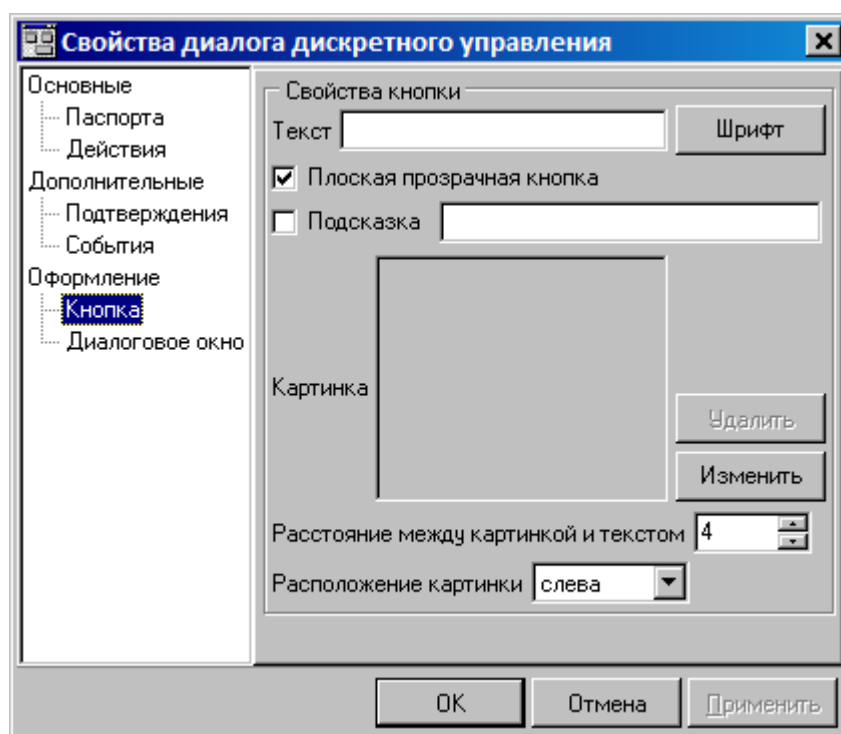 Свойства диалога дискретного управления
Основные
Паспорта
Действия
Дополнительные
Подтверждения
События
Оформление
Кнопка
Диалоговое окно
Свойства кнопки
Текст
Шрифт
Плоская прозрачная кнопка
Подсказка
Картинка
Удалить
Изменить
Расстояние между картинкой и текстом 4
Расположение картинки слева
OK Отмена Применить